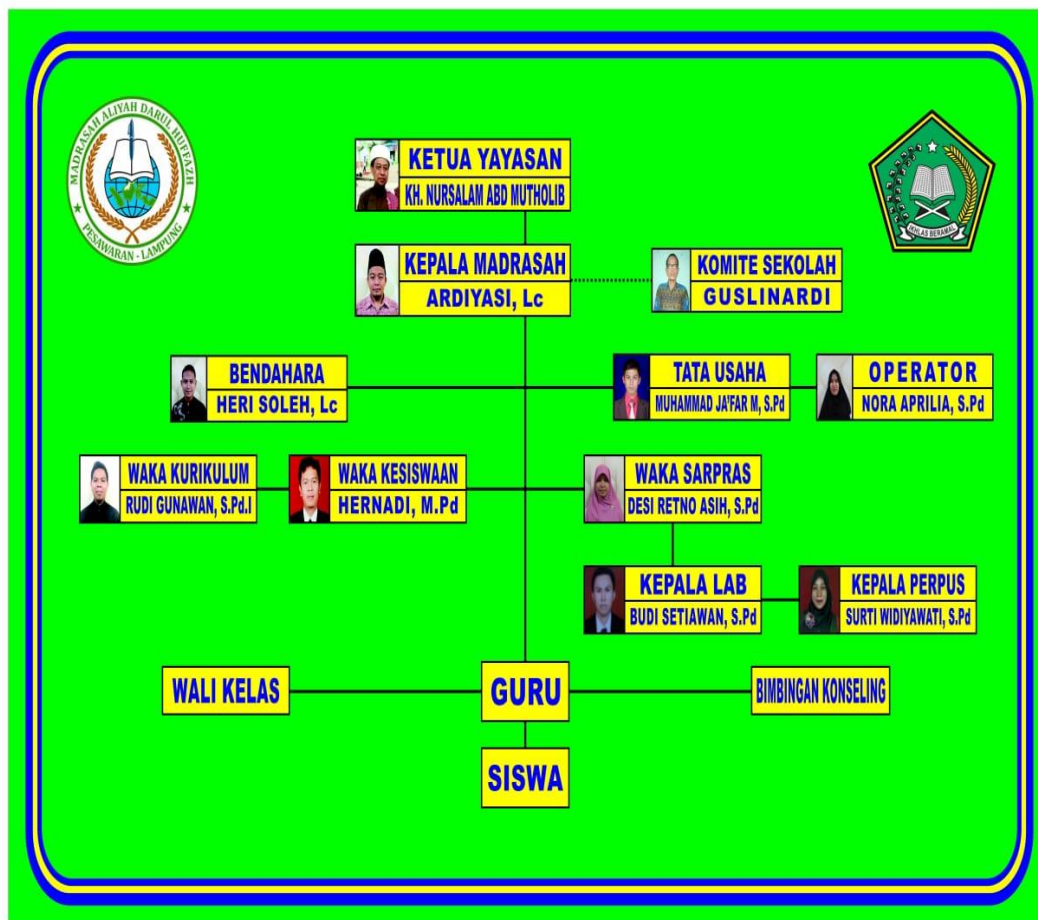 MADRASAH ALIYAH DARUL HUFFAZH
PESAWARAN - LAMPUNG
IKHLAS BERAMAL
KETUA YAYASAN
KH. NURSALAM ABD MUTHOLIB
KEPALA MADRASAH
ARDIYASI, Lc
KOMITE SEKOLAH
GUSLINARDI
BENDAHARA
HERI SOLEH, Lc
TATA USAHA
MUHAMMAD JA'FAR M, S.Pd
OPERATOR
NORA APRILIA, S.Pd
WAKA KURIKULUM
RUDI GUNAWAN, S.Pd.I
WAKA KESISWAAN
HERNADI, M.Pd
WAKA SARPRAS
DESI RETNO ASIH, S.Pd
KEPALA LAB
BUDI SETIAWAN, S.Pd
KEPALA PERPUS
SURTI WIDIYAWATI, S.Pd
WALI KELAS
GURU
BIMBINGAN KONSELING
SISWA